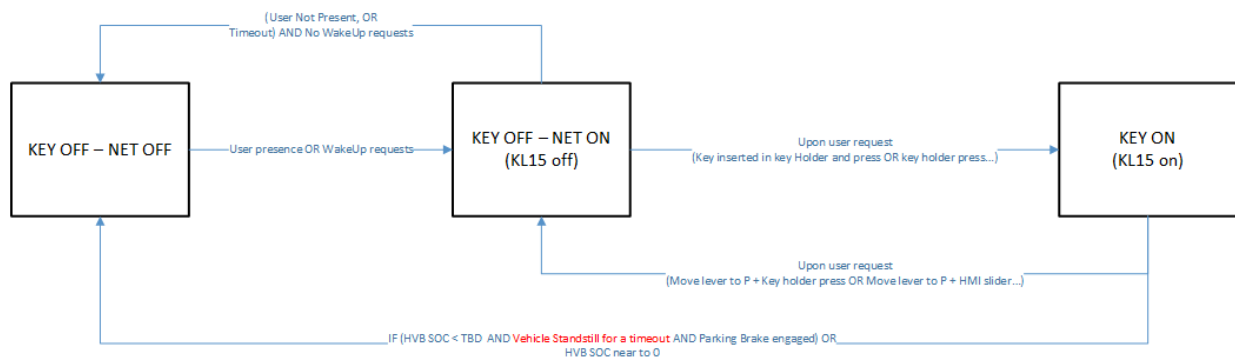 (User Not Present, OR
Timeout) AND No WakeUp requests
KEY OFF – NET OFF
User presence OR WakeUp requests
KEY OFF – NET ON
(KL15 off)
Upon user request
(Key inserted in key Holder and press OR key holder press...)
KEY ON
(KL15 on)
Upon user request
(Move lever to P + Key holder press OR Move lever to P + HMI slider...)
IF (HVB SOC < TBD AND Vehicle Standstill for a timeout AND Parking Brake engaged) OR
HVB SOC near to 0